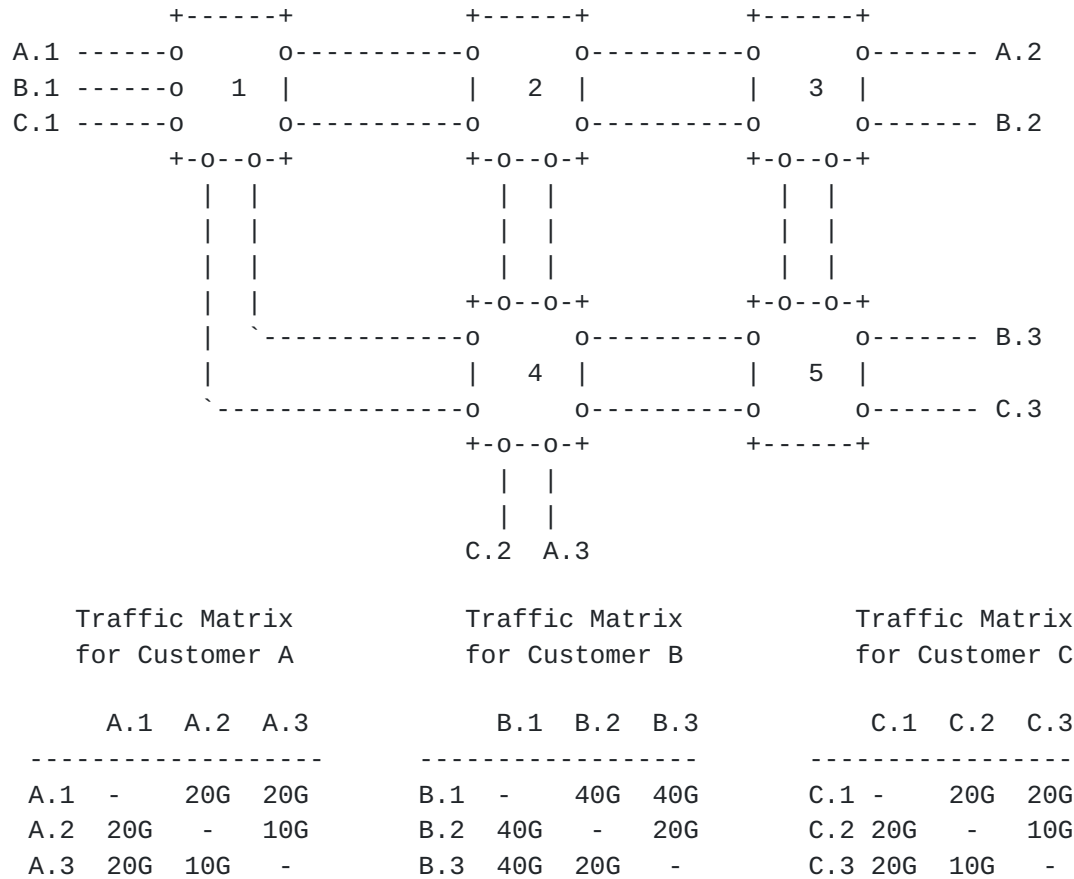 +------+         +------+         +------+
A.1 ------o      o-----------o      o----------o      o------- A.2
B.1 ------o   1  |           |   2  |          |   3  |
C.1 ------o      o-----------o      o----------o      o------- B.2
+-o--o-+         +-o--o-+         +-o--o-+
|  |             |  |             |  |
|  |             |  |             |  |
|  |             |  |             |  |
|  |         +-o--o-+         +-o--o-+
|  `-------------o      o----------o      o------- B.3
|             |   4  |          |   5  |
`----------------o      o----------o      o------- C.3
+-o--o-+         +------+
|  |
|  |
C.2  A.3
Traffic Matrix          Traffic Matrix          Traffic Matrix
for Customer A          for Customer B          for Customer C
A.1  A.2  A.3           B.1  B.2  B.3           C.1  C.2  C.3
-------------------     ------------------     -----------------
A.1  -   20G  20G       B.1  -   40G  40G       C.1 -   20G  20G
A.2 20G   -   10G       B.2 40G   -   20G       C.2 20G   -   10G
A.3 20G  10G   -        B.3 40G  20G   -        C.3 20G  10G   -